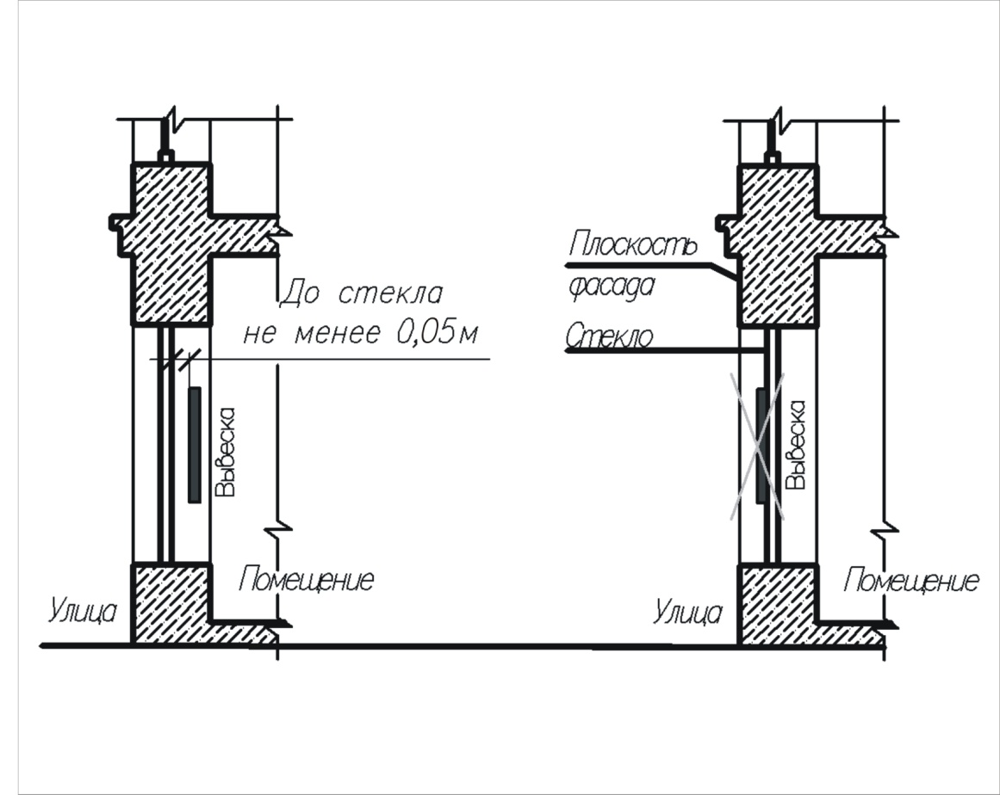 До стекла
не менее 0,05м
Вывеска
Помещение
Улица
Плоскость
фасада
Стекло
Вывеска
Помещение
Улица